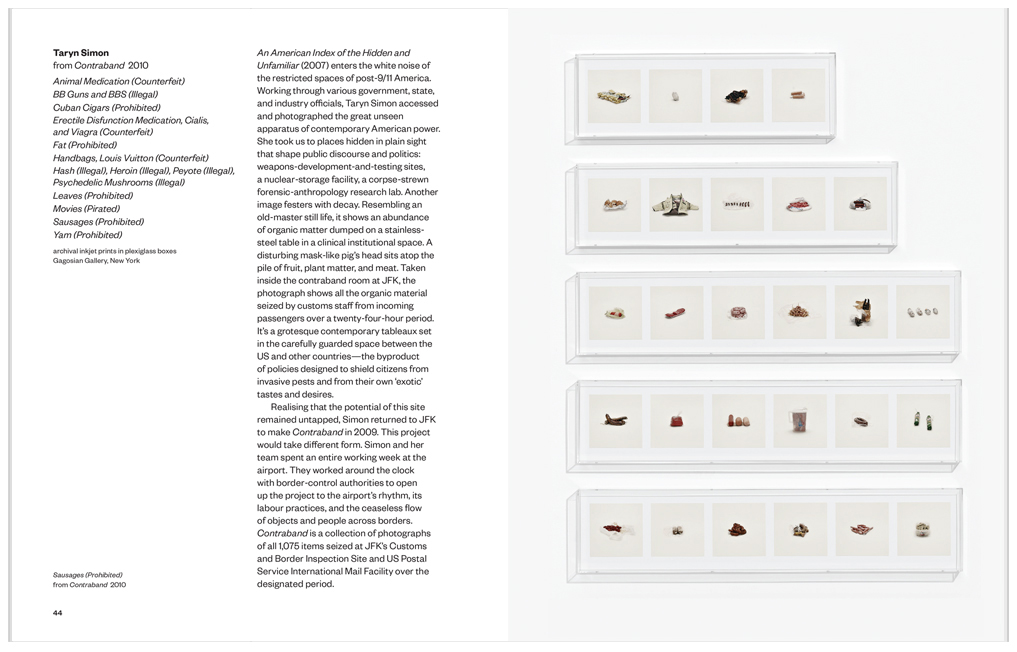 Taryn Simon
from Contraband 2010
Animal Medication (Counterfeit)
BB Guns and BBS (Illegal)
Cuban Cigars (Prohibited)
Erectile Disfunction Medication, Cialis,
and Viagra (Counterfeit)
Fat (Prohibited)
Handbags, Louis Vuitton (Counterfeit)
Hash (Illegal), Heroin (Illegal), Peyote (Illegal),
Psychedelic Mushrooms (Illegal)
Leaves (Prohibited)
Movies (Pirated)
Sausages (Prohibited)
Yam (Prohibited)
archival inkjet prints in plexiglass boxes
Gagosian Gallery, New York
Sausages (Prohibited)
from Contraband 2010
44
An American Index of the Hidden and
Unfamiliar (2007) enters the white noise of
the restricted spaces of post-9/11 America.
Working through various government, state,
and industry officials, Taryn Simon accessed
and photographed the great unseen
apparatus of contemporary American power.
She took us to places hidden in plain sight
that shape public discourse and politics:
weapons-development-and-testing sites,
a nuclear-storage facility, a corpse-strewn
forensic-anthropology research lab. Another
image festers with decay. Resembling an
old-master still life, it shows an abundance
of organic matter dumped on a stainless-
steel table in a clinical institutional space. A
disturbing mask-like pig's head sits atop the
pile of fruit, plant matter, and meat. Taken
inside the contraband room at JFK, the
photograph shows all the organic material
seized by customs staff from incoming
passengers over a twenty-four-hour period.
It's a grotesque contemporary tableaux set
in the carefully guarded space between the
US and other countries—the byproduct
of policies designed to shield citizens from
invasive pests and from their own 'exotic'
tastes and desires.
Realising that the potential of this site
remained untapped, Simon returned to JFK
to make Contraband in 2009. This project
would take different form. Simon and her
team spent an entire working week at the
airport. They worked around the clock
with border-control authorities to open
up the project to the airport's rhythm, its
labour practices, and the ceaseless flow
of objects and people across borders.
Contraband is a collection of photographs
of all 1,075 items seized at JFK's Customs
and Border Inspection Site and US Postal
Service International Mail Facility over the
designated period.